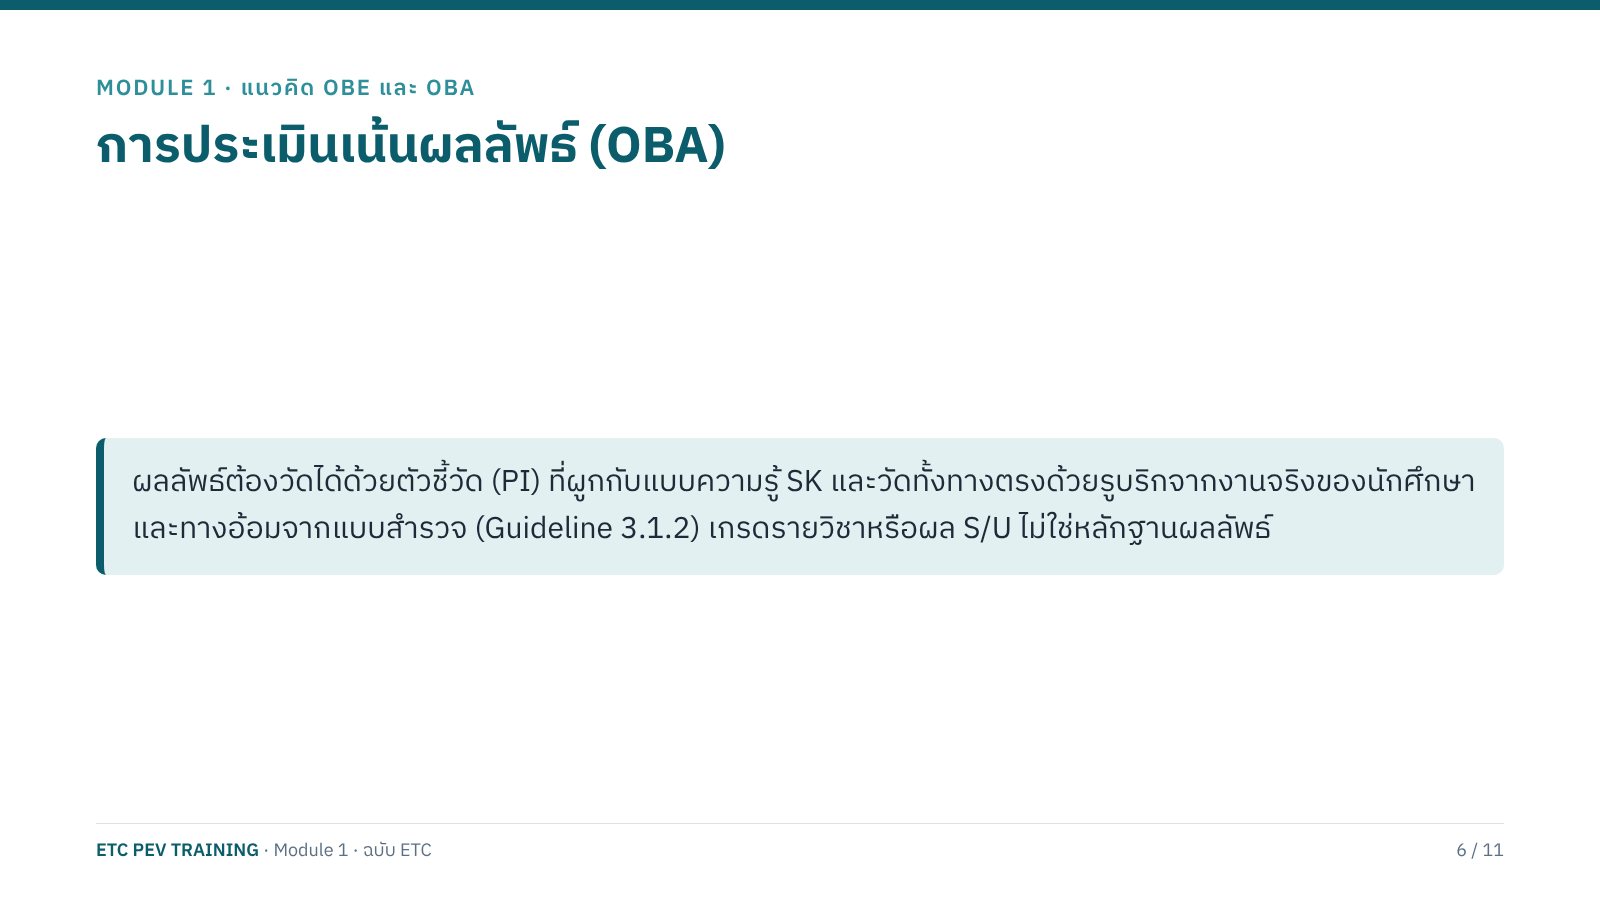 MODULE 1 · แนวคิด OBE และ OBA
การประเมินเน้นผลลัพธ์ (OBA)
ผลลัพธ์ต้องวัดได้ด้วยตัวชี้วัด (PI) ที่ผูกกับแบบความรู้ SK และวัดทั้งทางตรงด้วยรูบริกจากงานจริงของนักศึกษา
และทางอ้อมจากแบบสำรวจ (Guideline 3.1.2) เกรดรายวิชาหรือผล S/U ไม่ใช่หลักฐานผลลัพธ์
ETC PEV TRAINING · Module 1 · ฉบับ ETC
6 / 11